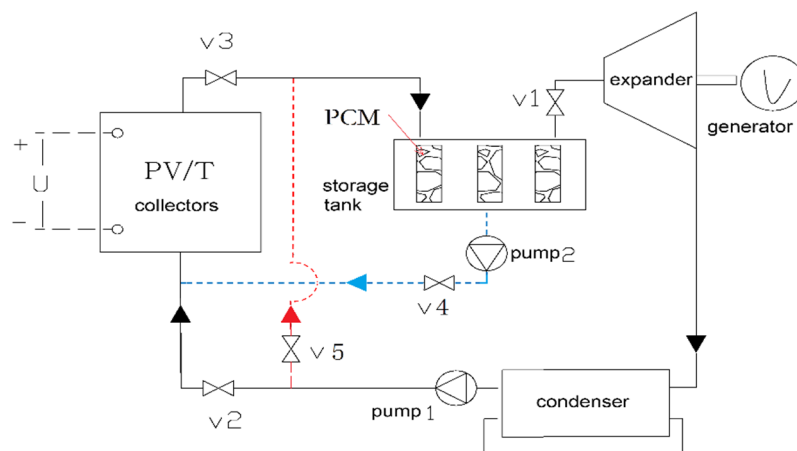 v3
PV/T
collectors
+
U
−
PCM
storage
tank
v1
expander
generator
pump2
v4
v5
v2
pump1
condenser